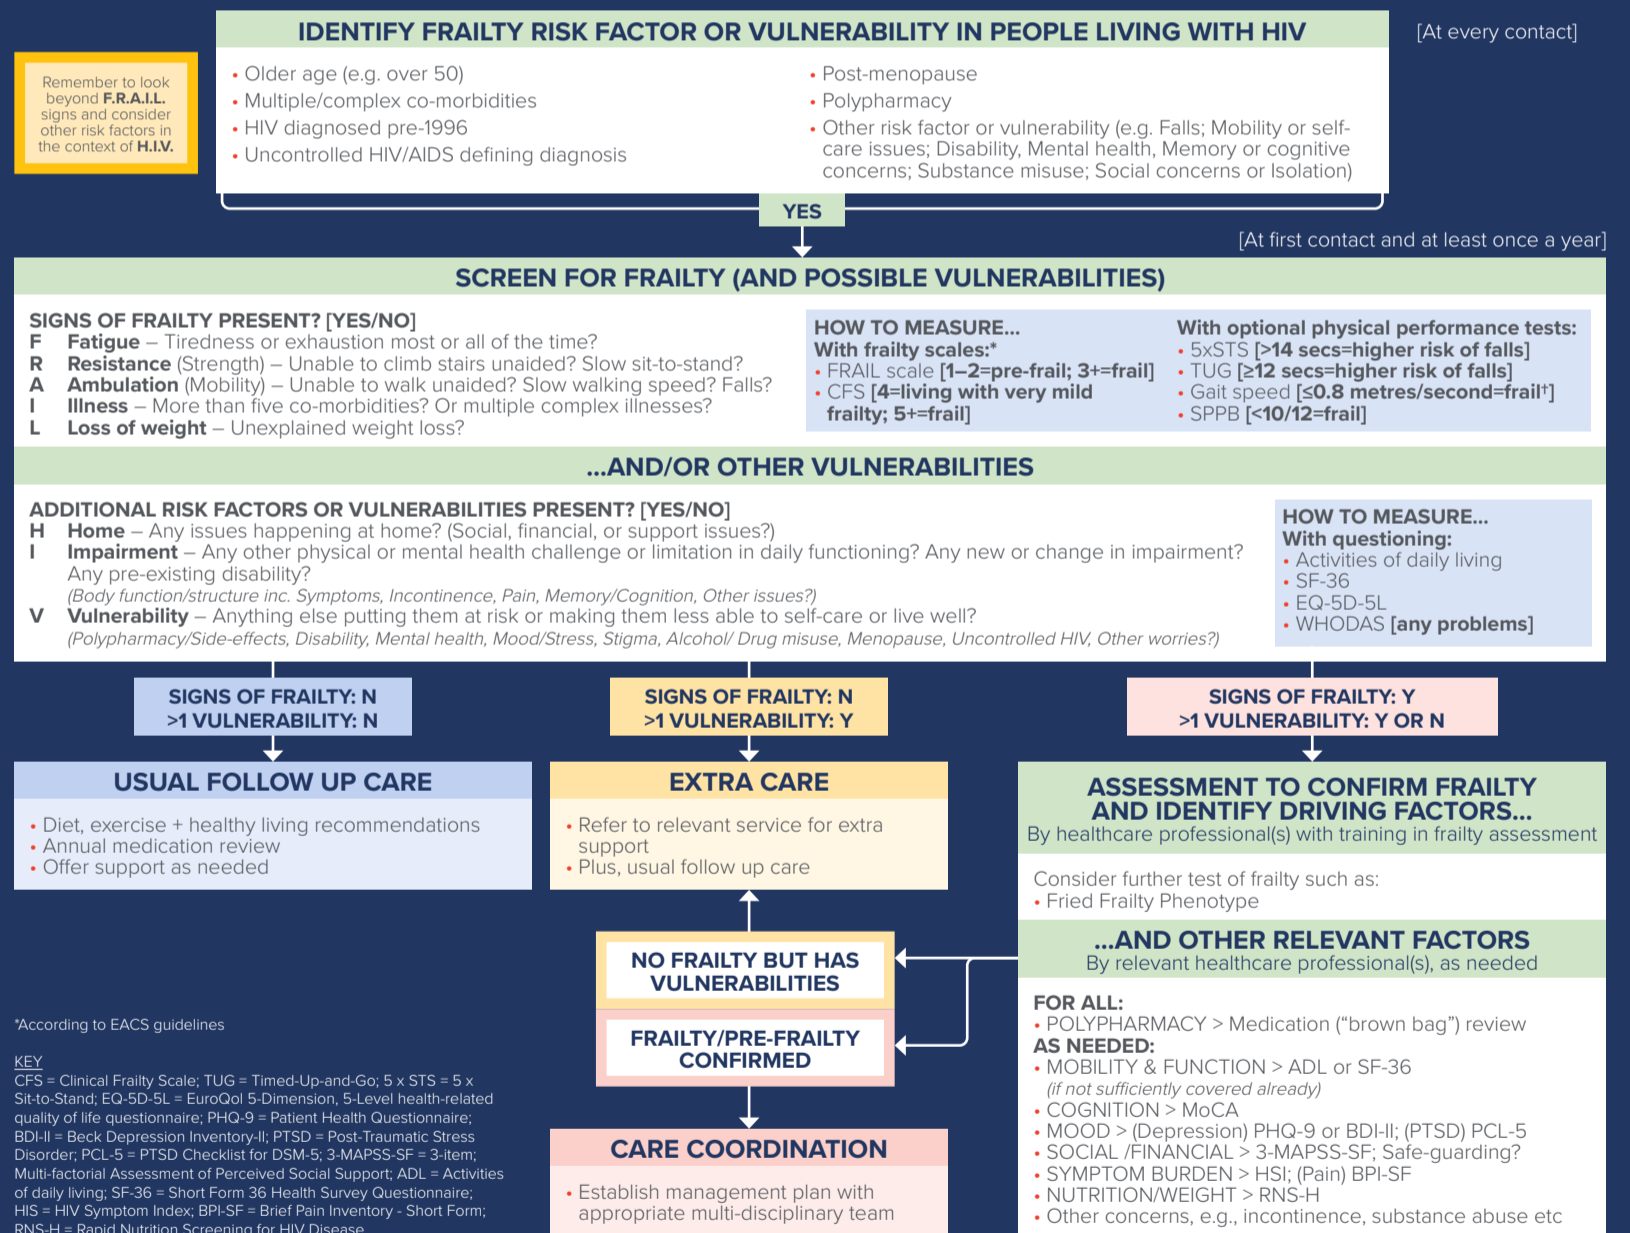 IDENTIFY FRAILTY RISK FACTOR OR VULNERABILITY IN PEOPLE LIVING WITH HIV
[At every contact]
Remember to look
beyond F.R.A.I.L.
signs and consider
other risk factors in
the context of H.I.V.
• Older age (e.g. over 50)
• Multiple/complex co-morbidities
• HIV diagnosed pre-1996
• Uncontrolled HIV/AIDS defining diagnosis
• Post-menopause
• Polypharmacy
• Other risk factor or vulnerability (e.g. Falls; Mobility or self-
care issues; Disability, Mental health, Memory or cognitive
concerns; Substance misuse; Social concerns or Isolation)
YES
[At first contact and at least once a year]
SCREEN FOR FRAILTY (AND POSSIBLE VULNERABILITIES)
SIGNS OF FRAILTY PRESENT? [YES/NO]
F Fatigue – Tiredness or exhaustion most or all of the time?
R Resistance (Strength) – Unable to climb stairs unaided? Slow sit-to-stand?
A Ambulation (Mobility) – Unable to walk unaided? Slow walking speed? Falls?
I Illness – More than five co-morbidities? Or multiple complex illnesses?
L Loss of weight – Unexplained weight loss?
HOW TO MEASURE...
With frailty scales:*
• FRAIL scale [1–2=pre-frail; 3+=frail]
• CFS [4=living with very mild
frailty; 5+=frail]
With optional physical performance tests:
• 5xSTS [>14 secs=higher risk of falls]
• TUG [≥12 secs=higher risk of falls]
• Gait speed [≤0.8 metres/second=frail†]
• SPPB [<10/12=frail]
...AND/OR OTHER VULNERABILITIES
ADDITIONAL RISK FACTORS OR VULNERABILITIES PRESENT? [YES/NO]
H Home – Any issues happening at home? (Social, financial, or support issues?)
I Impairment – Any other physical or mental health challenge or limitation in daily functioning? Any new or change in impairment?
Any pre-existing disability?
(Body function/structure inc. Symptoms, Incontinence, Pain, Memory/Cognition, Other issues?)
V Vulnerability – Anything else putting them at risk or making them less able to self-care or live well?
(Polypharmacy/Side-effects, Disability, Mental health, Mood/Stress, Stigma, Alcohol/ Drug misuse, Menopause, Uncontrolled HIV, Other worries?)
HOW TO MEASURE...
With questioning:
• Activities of daily living
• SF-36
• EQ-5D-5L
• WHODAS [any problems]
SIGNS OF FRAILTY: N
>1 VULNERABILITY: N
SIGNS OF FRAILTY: N
>1 VULNERABILITY: Y
SIGNS OF FRAILTY: Y
>1 VULNERABILITY: Y OR N
USUAL FOLLOW UP CARE
• Diet, exercise + healthy living recommendations
• Annual medication review
• Offer support as needed
EXTRA CARE
• Refer to relevant service for extra
support
• Plus, usual follow up care
ASSESSMENT TO CONFIRM FRAILTY
AND IDENTIFY DRIVING FACTORS...
By healthcare professional(s) with training in frailty assessment
Consider further test of frailty such as:
• Fried Frailty Phenotype
...AND OTHER RELEVANT FACTORS
By relevant healthcare professional(s), as needed
FOR ALL:
• POLYPHARMACY > Medication (“brown bag”) review
AS NEEDED:
• MOBILITY & FUNCTION > ADL or SF-36
(if not sufficiently covered already)
• COGNITION > MoCA
• MOOD > (Depression) PHQ-9 or BDI-II; (PTSD) PCL-5
• SOCIAL /FINANCIAL > 3-MAPSS-SF; Safe-guarding?
• SYMPTOM BURDEN > HSI; (Pain) BPI-SF
• NUTRITION/WEIGHT > RNS-H
• Other concerns, e.g., incontinence, substance abuse etc
NO FRAILTY BUT HAS
VULNERABILITIES
FRAILTY/PRE-FRAILTY
CONFIRMED
CARE COORDINATION
• Establish management plan with
appropriate multi-disciplinary team
*According to EACS guidelines
KEY
CFS = Clinical Frailty Scale; TUG = Timed-Up-and-Go; 5 x STS = 5 x
Sit-to-Stand; EQ-5D-5L = EuroQol 5-Dimension, 5-Level health-related
quality of life questionnaire; PHQ-9 = Patient Health Questionnaire;
BDI-II = Beck Depression Inventory-II; PTSD = Post-Traumatic Stress
Disorder; PCL-5 = PTSD Checklist for DSM-5; 3-MAPSS-SF = 3-item;
Multi-factorial Assessment of Perceived Social Support; ADL = Activities
of daily living; SF-36 = Short Form 36 Health Survey Questionnaire;
HIS = HIV Symptom Index; BPI-SF = Brief Pain Inventory - Short Form;
RNS-H = Rapid Nutrition Screening for HIV Disease